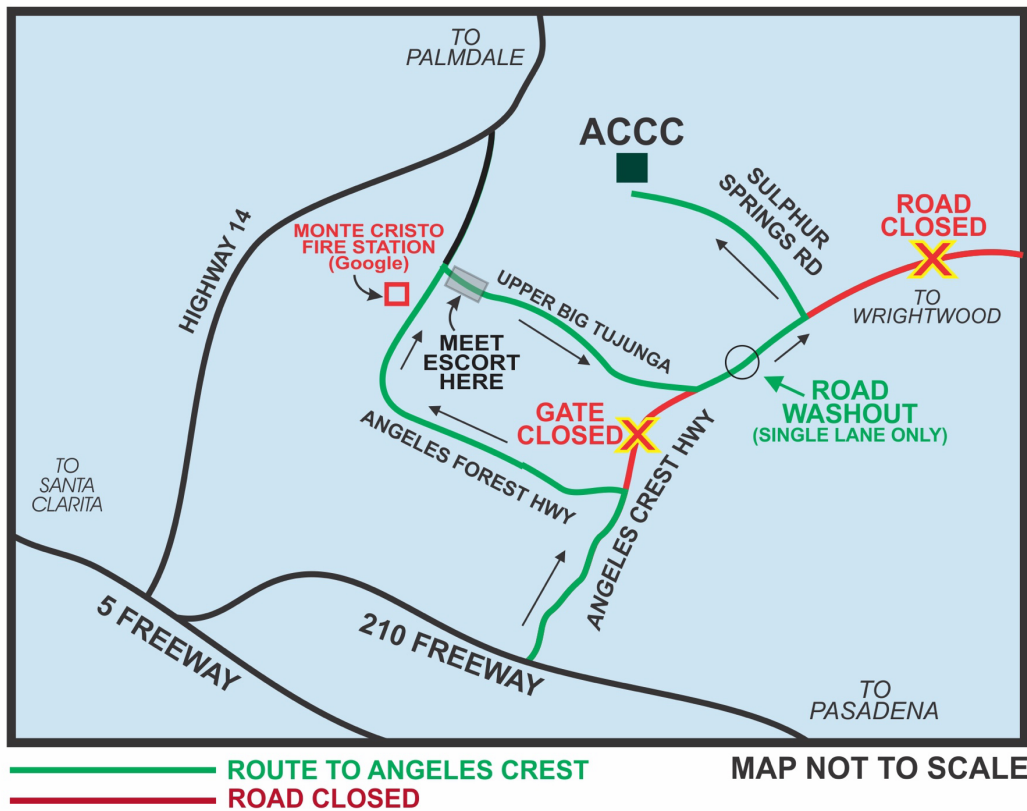 TO
PALMDALE
ACCC
SULPHUR
SPRINGS RD
ROAD
CLOSED
TO
WRIGHTWOOD
HIGHWAY 14
MONTE CRISTO
FIRE STATION
(Google)
UPPER BIG TUJUNGA
MEET
ESCORT
HERE
ROAD
WASHOUT
(SINGLE LANE ONLY)
GATE
CLOSED
ANGELES FOREST HWY
ANGELES CREST HWY
TO
SANTA
CLARITA
5 FREEWAY
210 FREEWAY
TO
PASADENA
ROUTE TO ANGELES CREST
ROAD CLOSED
MAP NOT TO SCALE